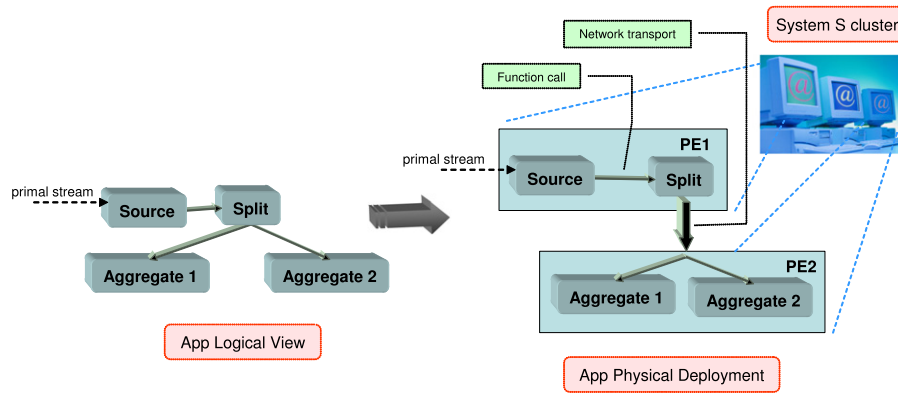 System S cluster
Network transport
Function call
PE1
primal stream
Source
Split
primal stream
Source
Split
Aggregate 1
Aggregate 2
PE2
Aggregate 1
Aggregate 2
App Logical View
App Physical Deployment
@
@
@